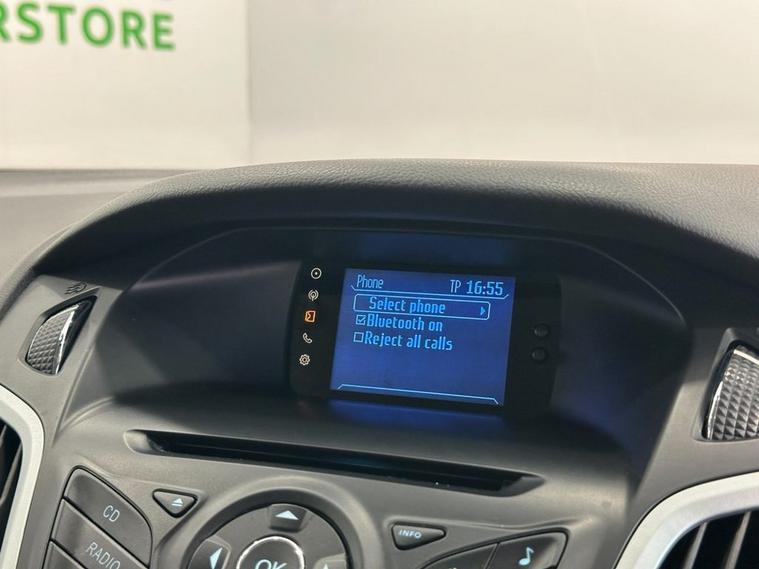 RSTORE
Phone TP 16:55
Select phone
Bluetooth on
Reject all calls
CD
RADIO
INFO
OK